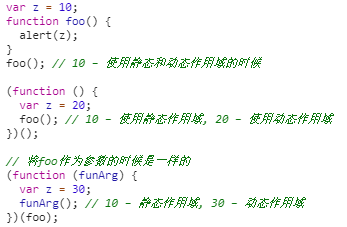 var z = 10;
function foo() {
  alert(z);
}
foo(); // 10 – 使用静态和动态作用域的时候
(function () {
  var z = 20;
  foo(); // 10 – 使用静态作用域, 20 – 使用动态作用域
})();
// 将foo作为参数的时候是一样的
(function (funArg) {
  var z = 30;
  funArg(); // 10 – 静态作用域, 30 – 动态作用域
})(foo);